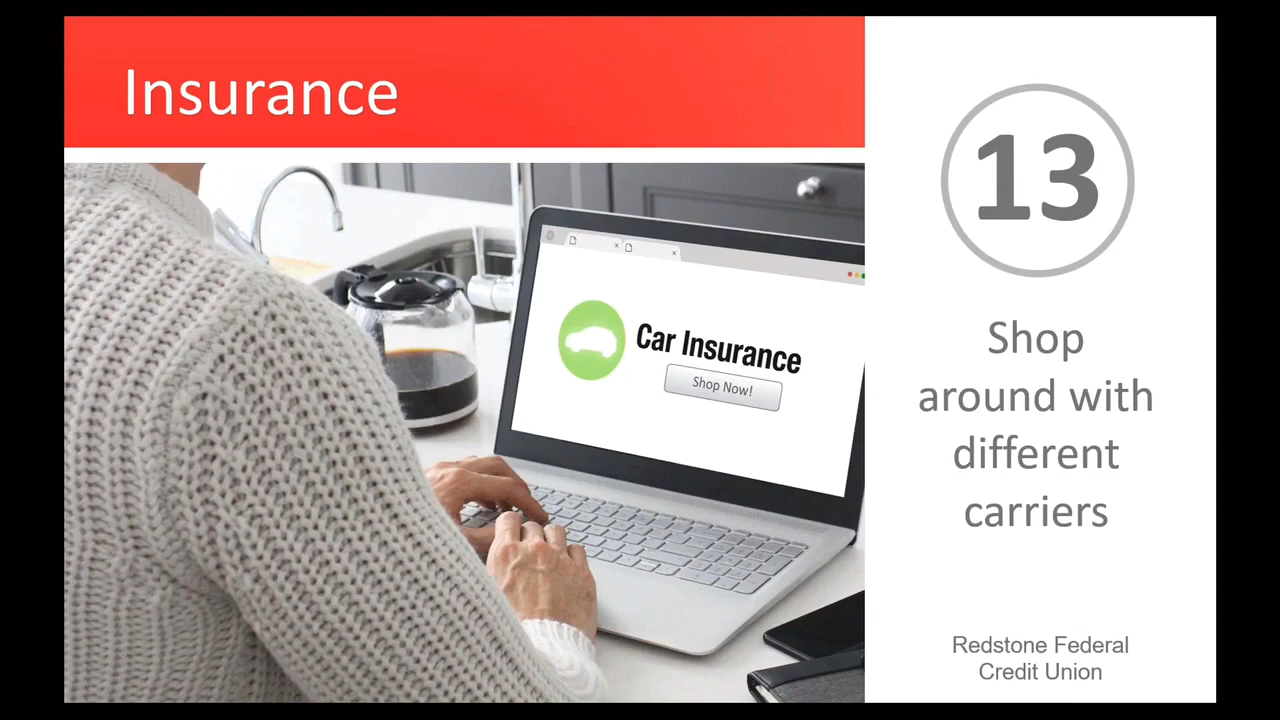 Insurance
Car Insurance
Shop Now!
13
Shop
around with
different
carriers
Redstone Federal
Credit Union